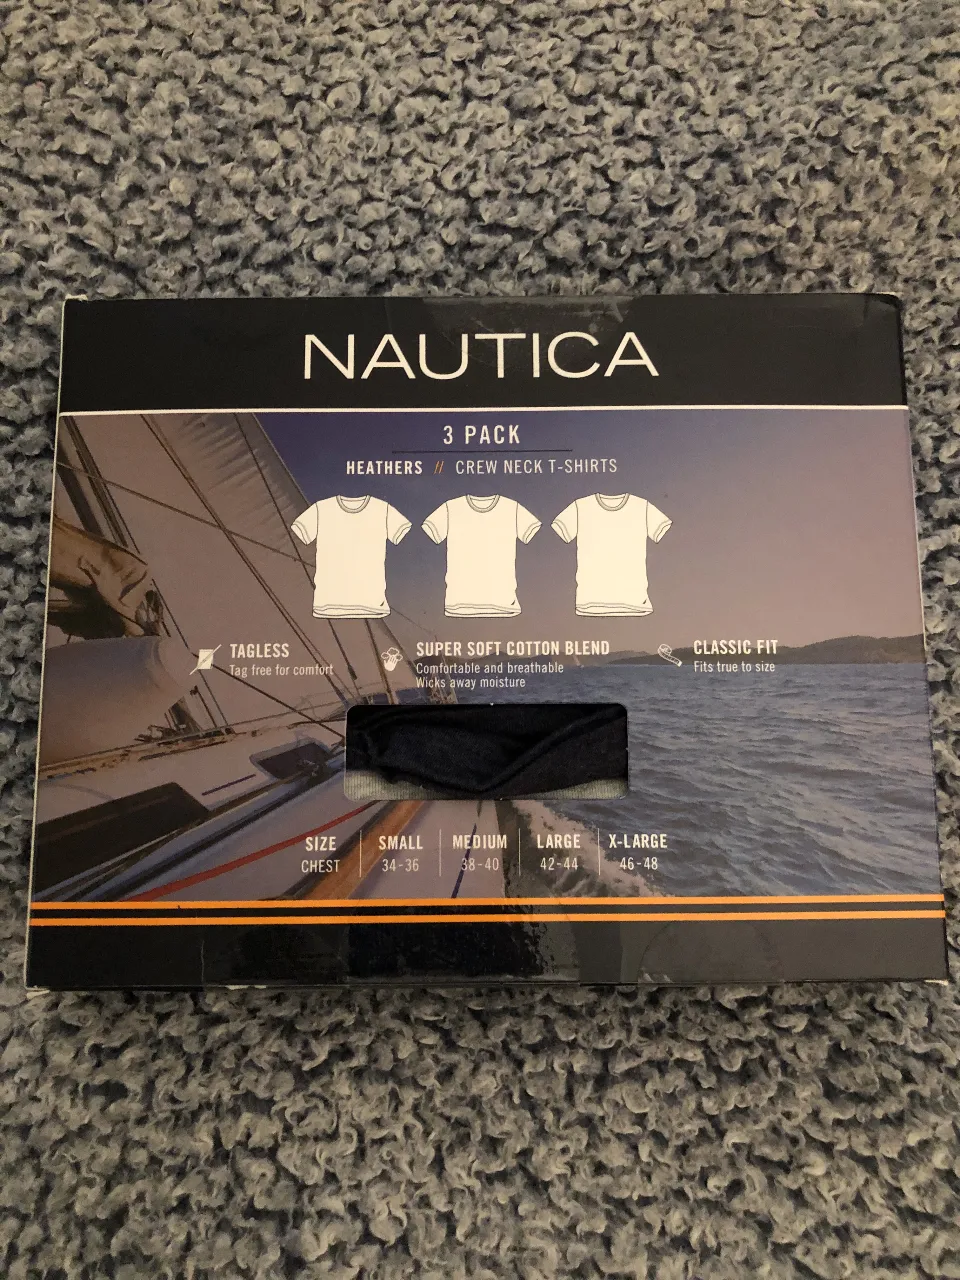 NAUTICA
3 PACK
HEATHERS // CREW NECK T-SHIRTS
TAGLESS
Tag free for comfort
SUPER SOFT COTTON BLEND
Comfortable and breathable
Wicks away moisture
CLASSIC FIT
Fits true to size
SIZE SMALL MEDIUM LARGE X-LARGE
CHEST 34-36 38-40 42-44 46-48